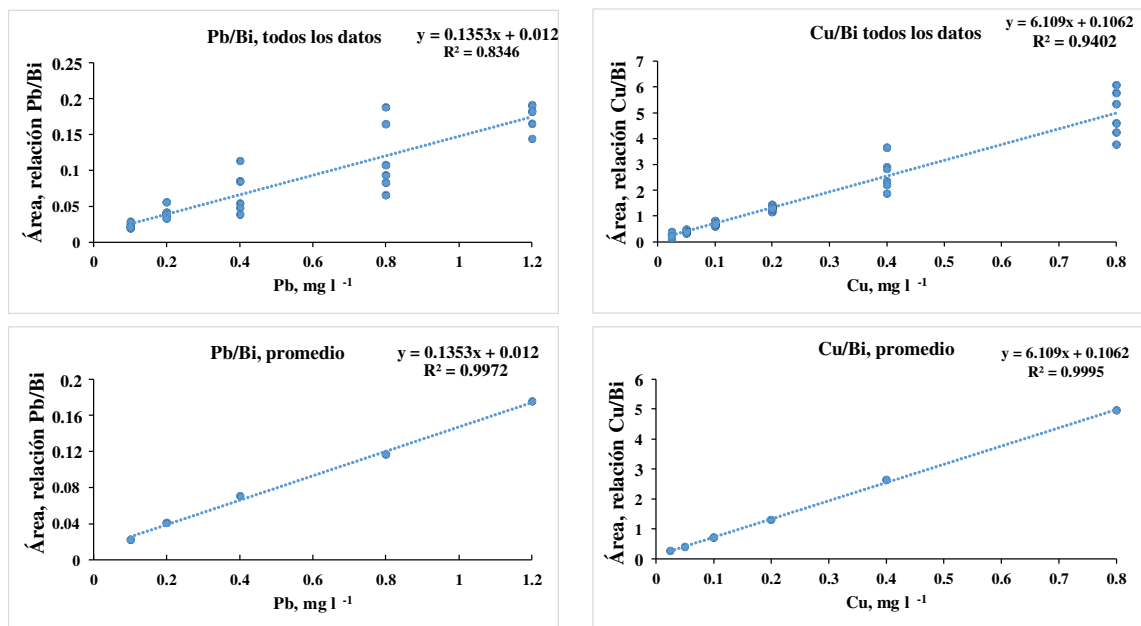 Pb/Bi, todos los datos
y = 0.1353x + 0.012
R² = 0.8346
Área, relación Pb/Bi
0.25
0.2
0.15
0.1
0.05
0
0 0.2 0.4 0.6 0.8 1 1.2
Pb, mg l ⁻¹
Cu/Bi todos los datos
y = 6.109x + 0.1062
R² = 0.9402
Área, relación Cu/Bi
7
6
5
4
3
2
1
0
0 0.1 0.2 0.3 0.4 0.5 0.6 0.7 0.8
Cu, mg l ⁻¹
Pb/Bi, promedio
y = 0.1353x + 0.012
R² = 0.9972
Área, relación Pb/Bi
0.2
0.16
0.12
0.08
0.04
0
0 0.2 0.4 0.6 0.8 1 1.2
Pb, mg l ⁻¹
Cu/Bi, promedio
y = 6.109x + 0.1062
R² = 0.9995
Área, relación Cu/Bi
6
5
4
3
2
1
0
0 0.1 0.2 0.3 0.4 0.5 0.6 0.7 0.8
Cu, mg l ⁻¹